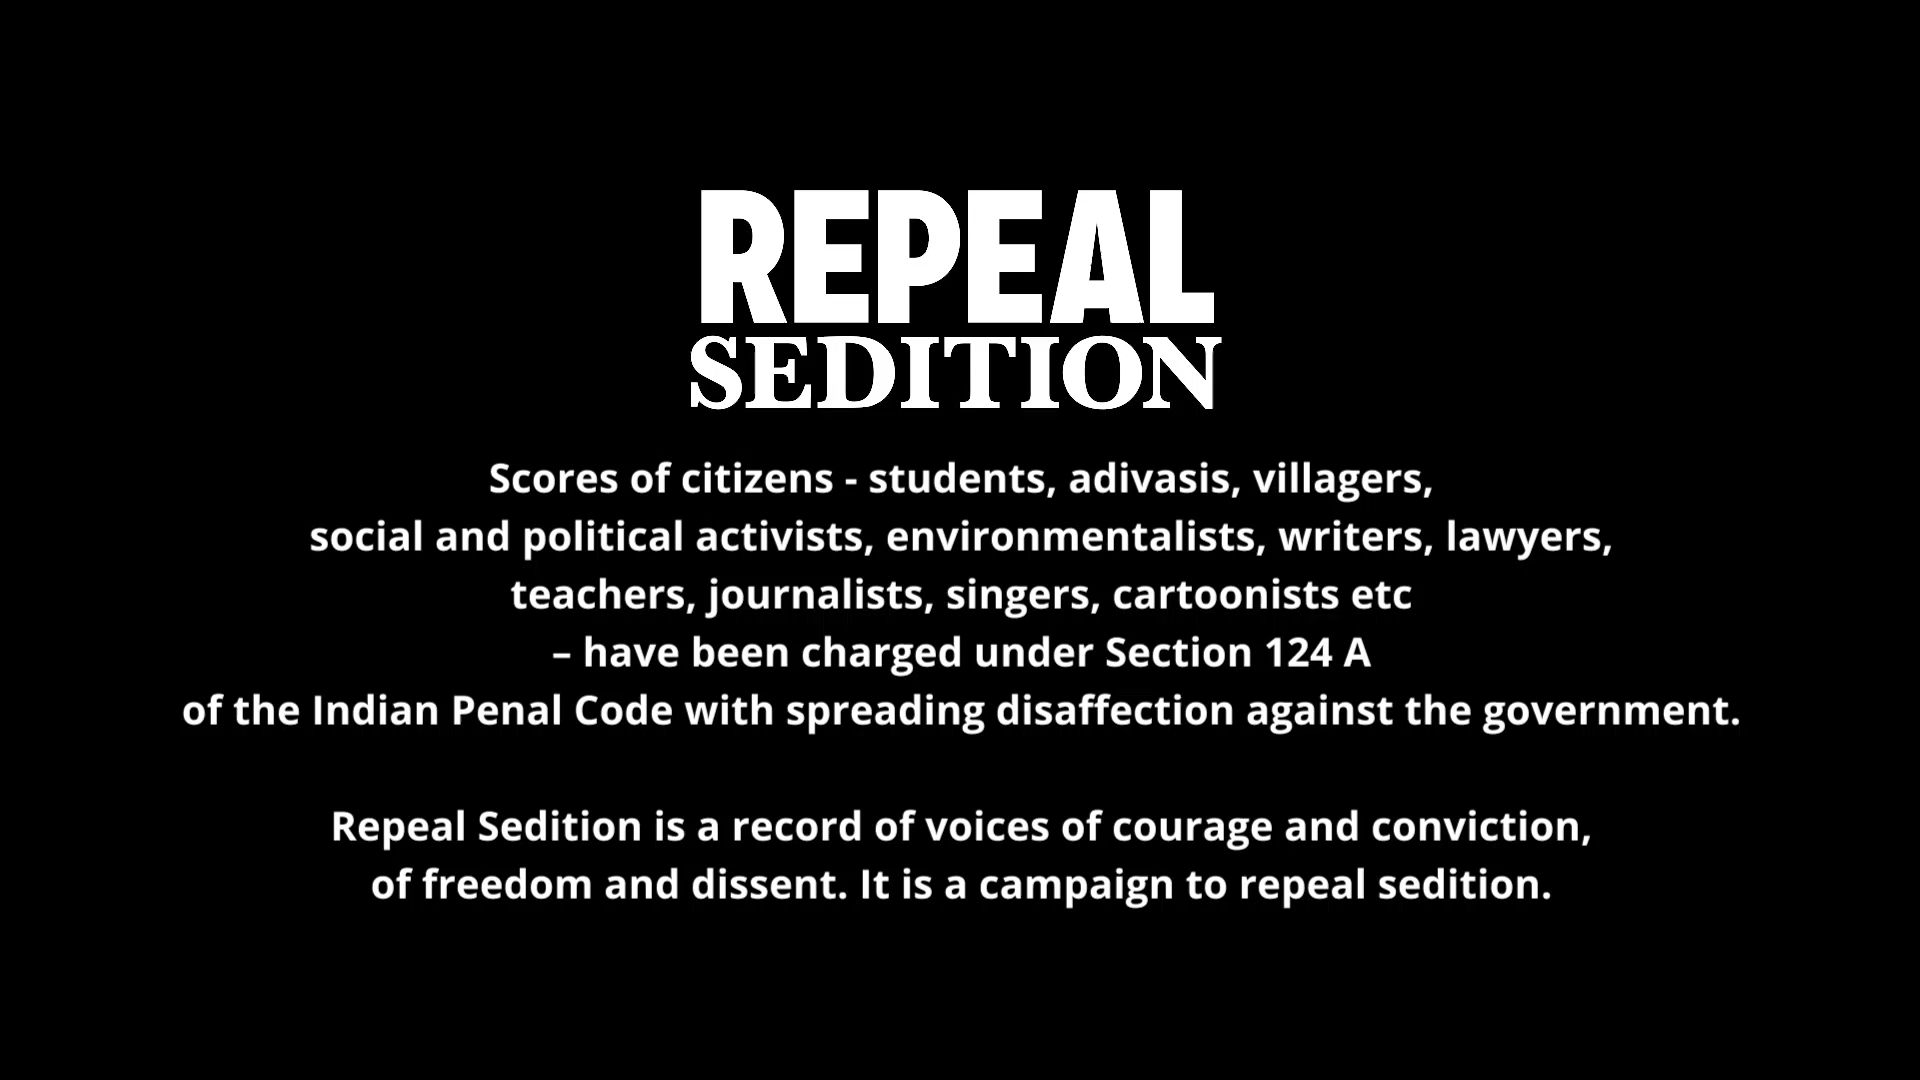 REPEAL
SEDITION
Scores of citizens - students, adivasis, villagers,
social and political activists, environmentalists, writers, lawyers,
teachers, journalists, singers, cartoonists etc
– have been charged under Section 124 A
of the Indian Penal Code with spreading disaffection against the government.
Repeal Sedition is a record of voices of courage and conviction,
of freedom and dissent. It is a campaign to repeal sedition.